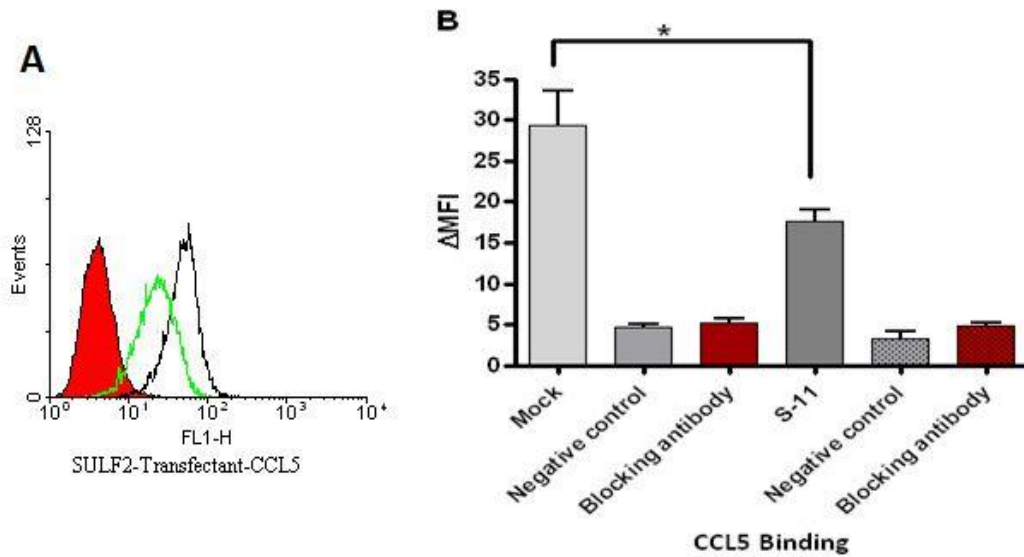 A
128
Events
0
10⁰ 10¹ 10² 10³ 10⁴
FL1-H
SULF2-Transfectant-CCL5
B
*
35
30
25
20
15
10
5
0
ΔMFI
Mock
Negative control
Blocking antibody
S-11
Negative control
Blocking antibody
CCL5 Binding